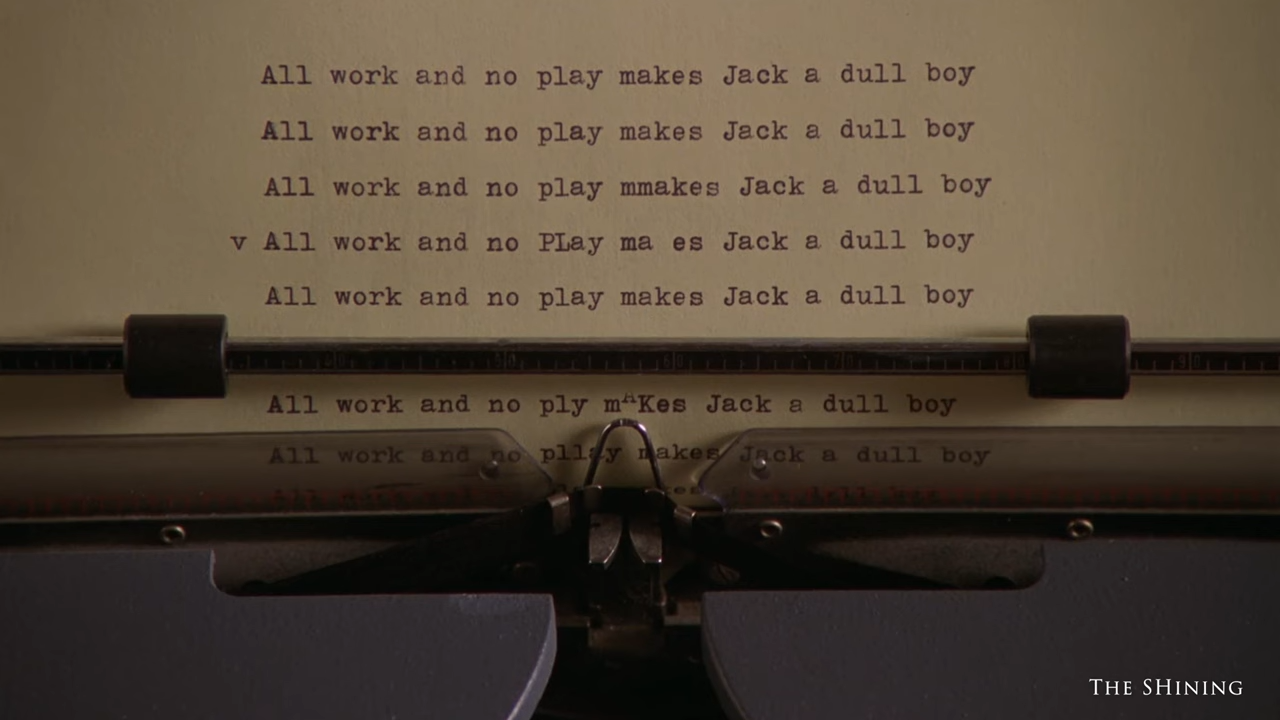 All work and no play makes Jack a dull boy
All work and no play makes Jack a dull boy
All work and no play mmakes Jack a dull boy
v All work and no PLay ma es Jack a dull boy
All work and no play makes Jack a dull boy
All work and no ply m^Kes Jack a dull boy
All work and no pllay makes Jack a dull boy
The SHining